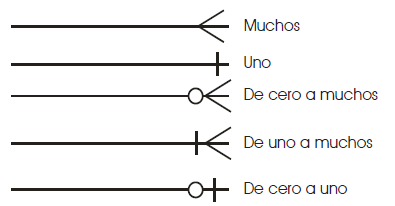 Muchos
Uno
De cero a muchos
De uno a muchos
De cero a uno